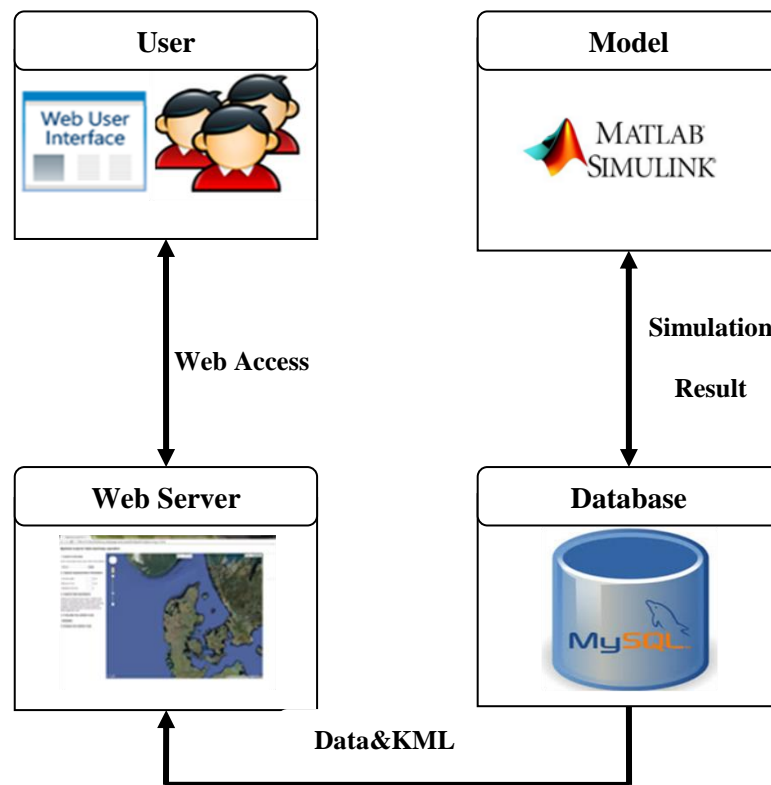 User
Web User
Interface
Model
MATLAB
SIMULINK
Web Access
Simulation
Result
Web Server
Database
MySQL
Data&KML